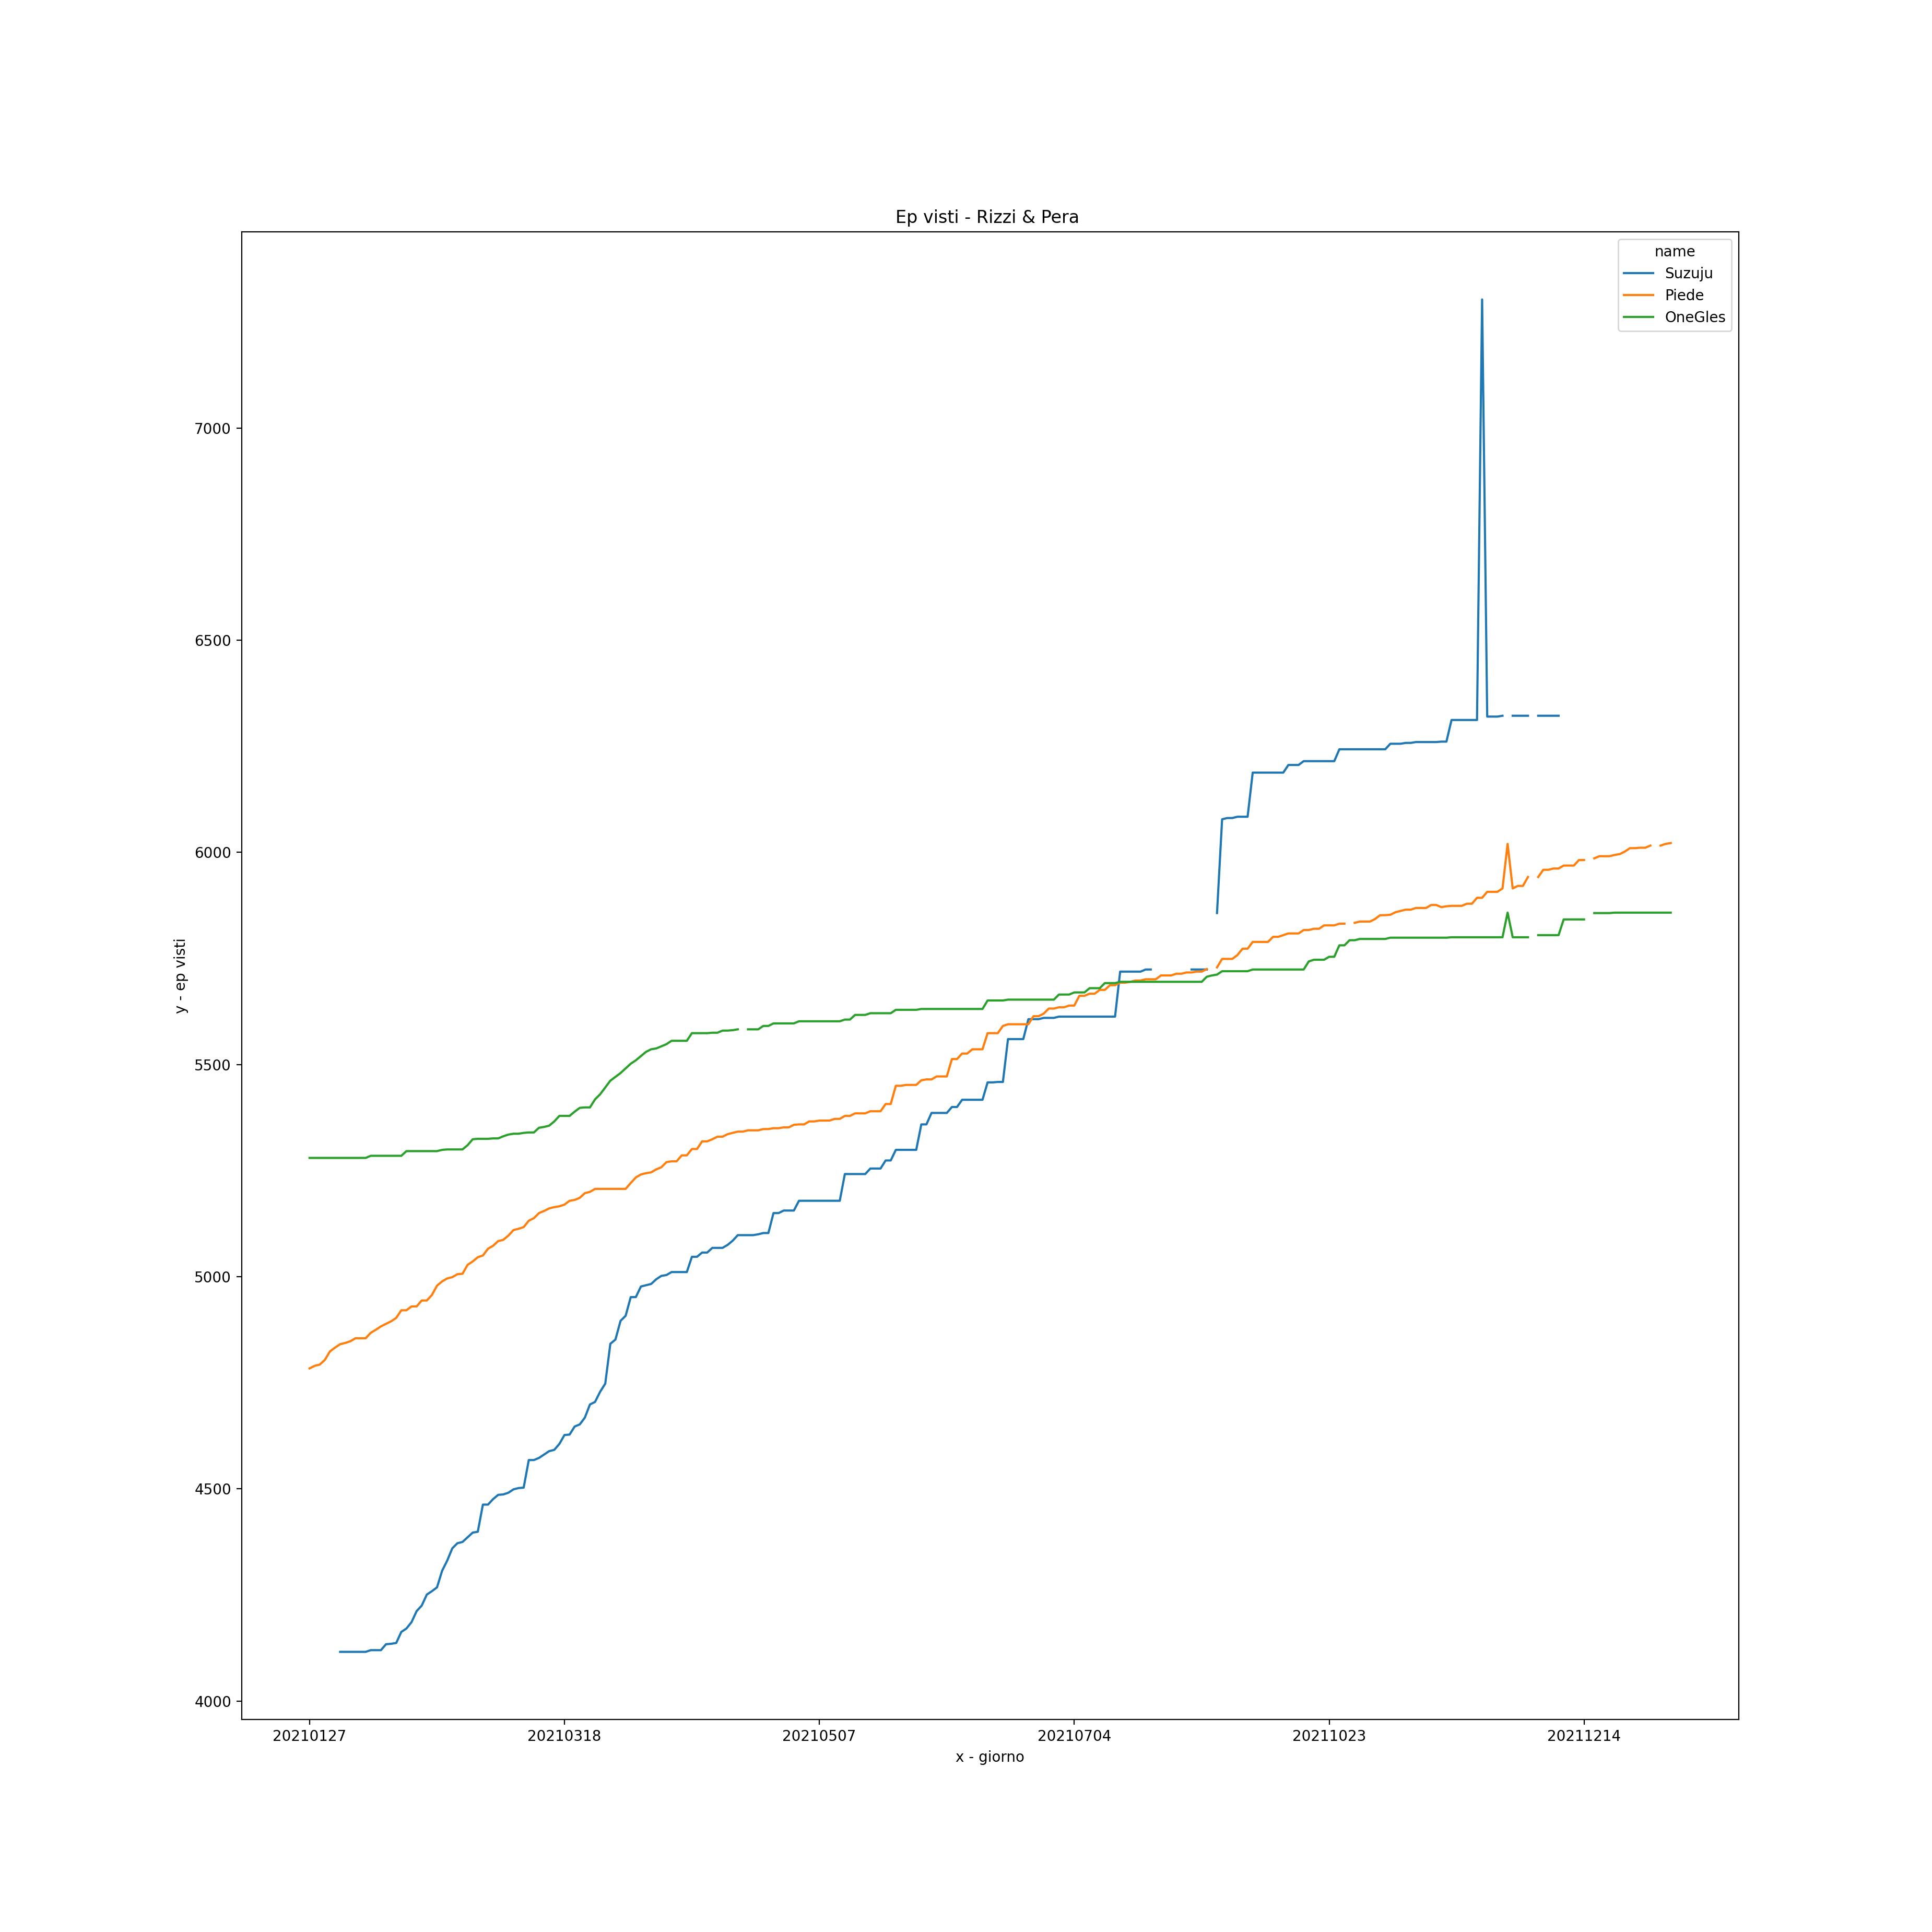 Ep visti - Rizzi & Pera
name
Suzuju
Piede
OneGles
7000
6500
6000
5500
5000
4500
4000
y - ep visti
20210127 20210318 20210507 20210704 20211023 20211214
x - giorno